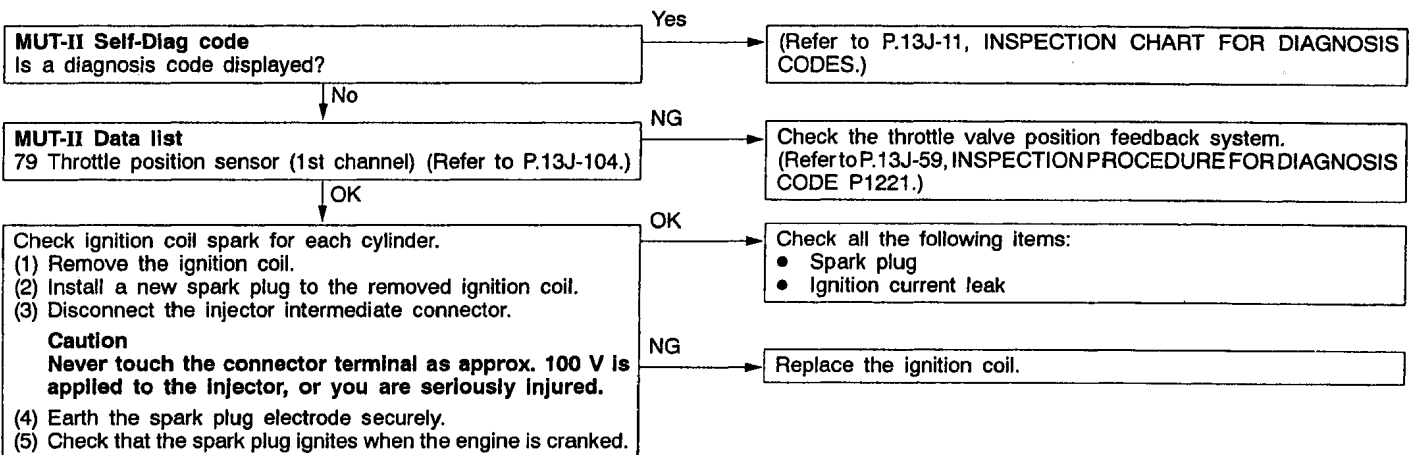 Yes
MUT-II Self-Diag code
Is a diagnosis code displayed?
(Refer to P.13J-11, INSPECTION CHART FOR DIAGNOSIS
CODES.)
No
NG
MUT-II Data list
79 Throttle position sensor (1st channel) (Refer to P.13J-104.)
Check the throttle valve position feedback system.
(Refer to P.13J-59, INSPECTION PROCEDURE FOR DIAGNOSIS
CODE P1221.)
OK
OK
Check ignition coil spark for each cylinder.
(1) Remove the ignition coil.
(2) Install a new spark plug to the removed ignition coil.
(3) Disconnect the injector intermediate connector.
Caution
Never touch the connector terminal as approx. 100 V is
applied to the injector, or you are seriously injured.
(4) Earth the spark plug electrode securely.
(5) Check that the spark plug ignites when the engine is cranked.
Check all the following items:
● Spark plug
● Ignition current leak
NG
Replace the ignition coil.